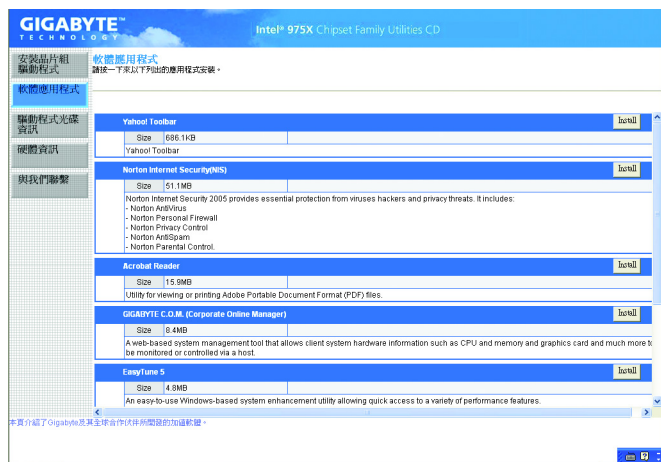 GIGABYTE™
TECHNOLOGY
Intel® 975X Chipset Family Utilities CD
安裝晶片組
驅動程式
軟體應用程式
驅動程式光碟
資訊
硬體資訊
與我們聯繫
軟體應用程式
請按一下來以下列出的應用程式安裝。
Yahoo! Toolbar
Install
Size 686.1KB
Yahoo! Toolbar
Norton Internet Security(NIS)
Install
Size 51.1MB
Norton Internet Security 2005 provides essential protection from viruses hackers and privacy threats. It includes:
- Norton AntiVirus
- Norton Personal Firewall
- Norton Privacy Control
- Norton AntiSpam
- Norton Parental Control.
Acrobat Reader
Install
Size 15.9MB
Utility for viewing or printing Adobe Portable Document Format (PDF) files.
GIGABYTE C.O.M. (Corporate Online Manager)
Install
Size 8.4MB
A web-based system management tool that allows client system hardware information such as CPU and memory and graphics card and much more to
be monitored or controlled via a host.
EasyTune 5
Install
Size 4.8MB
An easy-to-use Windows-based system enhancement utility allowing quick access to a variety of performance features.
本頁介紹了Gigabyte及其全球合作伙伴所開發的加值軟體。